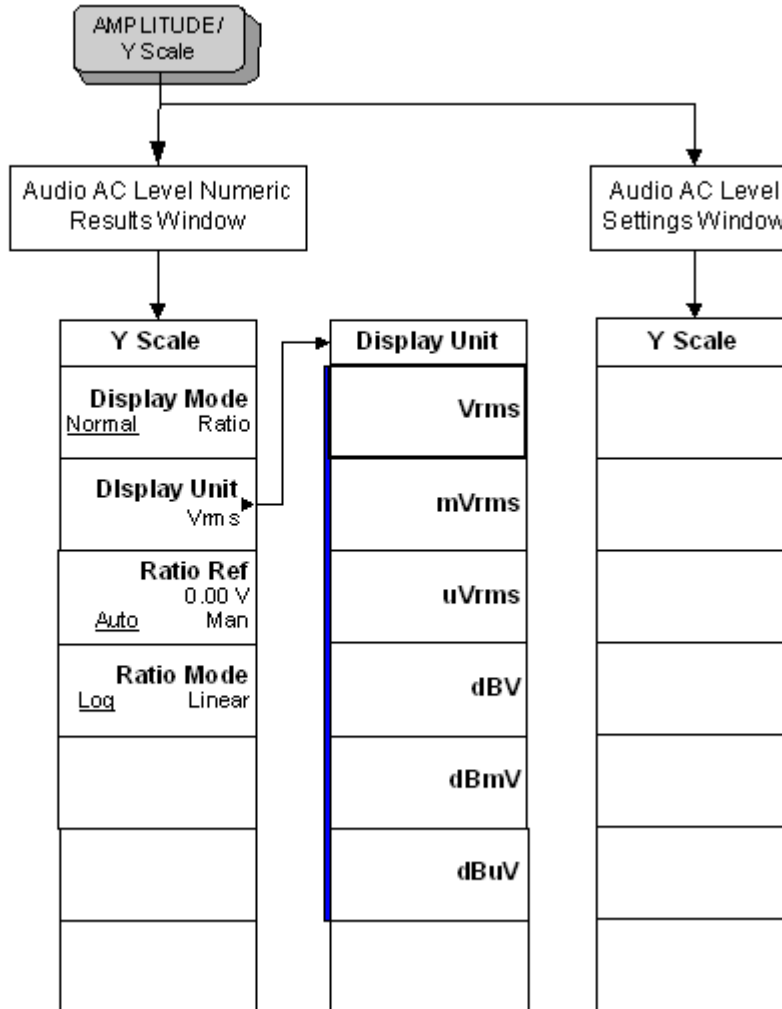 AMPLITUDE/
Y Scale
Audio AC Level Numeric
Results Window
Audio AC Level
Settings Window
Y Scale
Display Mode
Normal Ratio
DIsplay Unit
Vrms
Ratio Ref
0.00 V
Auto Man
Ratio Mode
Log Linear
Display Unit
Vrms
mVrms
uVrms
dBV
dBmV
dBuV
Y Scale